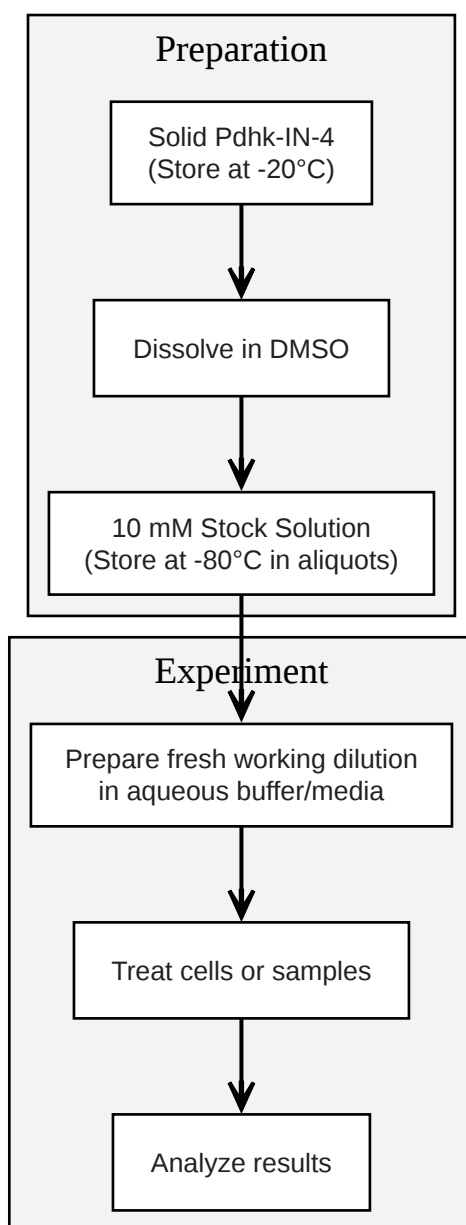 Preparation
Solid Pdhk-IN-4
(Store at -20°C)
Dissolve in DMSO
10 mM Stock Solution
(Store at -80°C in aliquots)
Experiment
Prepare fresh working dilution
in aqueous buffer/media
Treat cells or samples
Analyze results